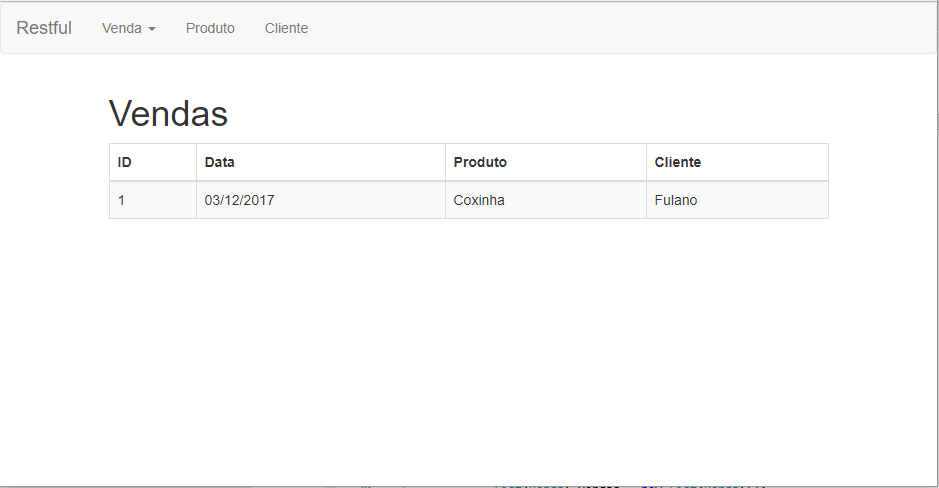 Restful Venda Produto Cliente
Vendas
ID Data Produto Cliente
1 03/12/2017 Coxinha Fulano